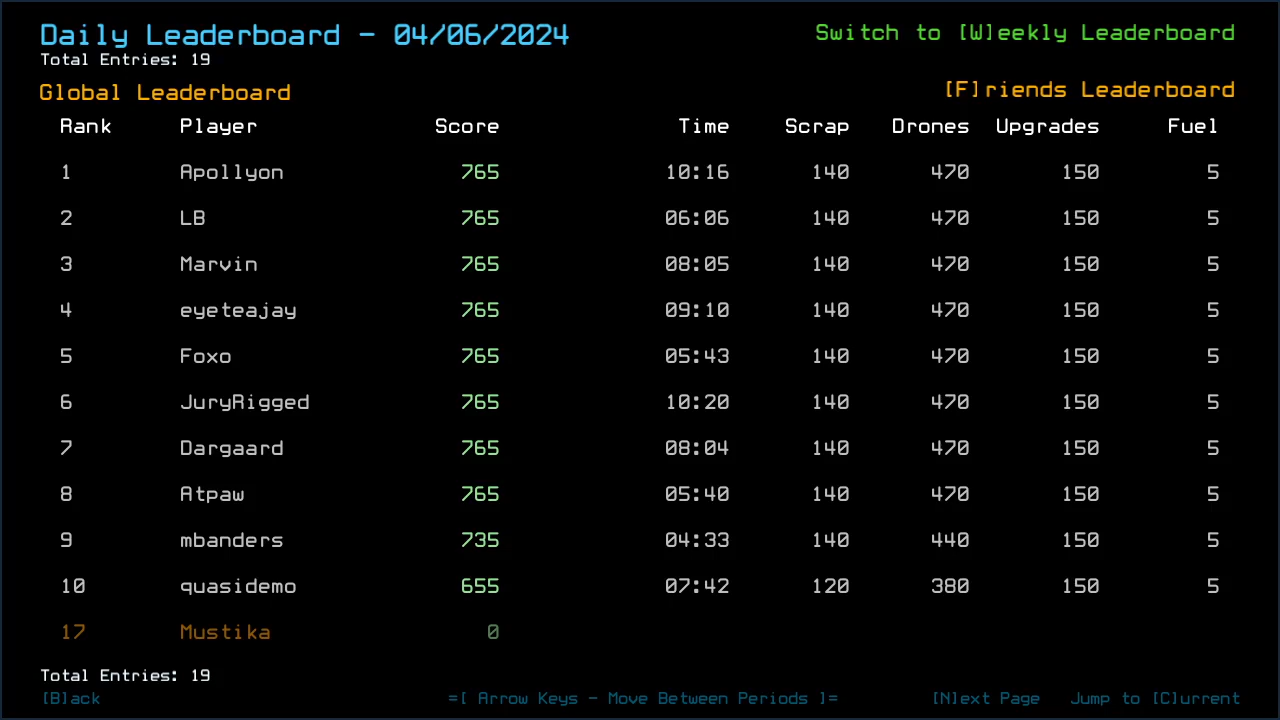 Daily Leaderboard - 04/06/2024 Switch to [W]eekly Leaderboard
Total Entries: 19
Global Leaderboard [F]riends Leaderboard
Rank Player Score Time Scrap Drones Upgrades Fuel
1 Apollyon 765 10:16 140 470 150 5
2 LB 765 06:06 140 470 150 5
3 Marvin 765 08:05 140 470 150 5
4 eyeteajay 765 09:10 140 470 150 5
5 Foxo 765 05:43 140 470 150 5
6 JuryRigged 765 10:20 140 470 150 5
7 Dargaard 765 08:04 140 470 150 5
8 Atpaw 765 05:40 140 470 150 5
9 mbanders 735 04:33 140 440 150 5
10 quasidemo 655 07:42 120 380 150 5
17 Mustika 0
Total Entries: 19
[B]ack =[ Arrow Keys - Move Between Periods ]= [N]ext Page Jump to [C]urrent